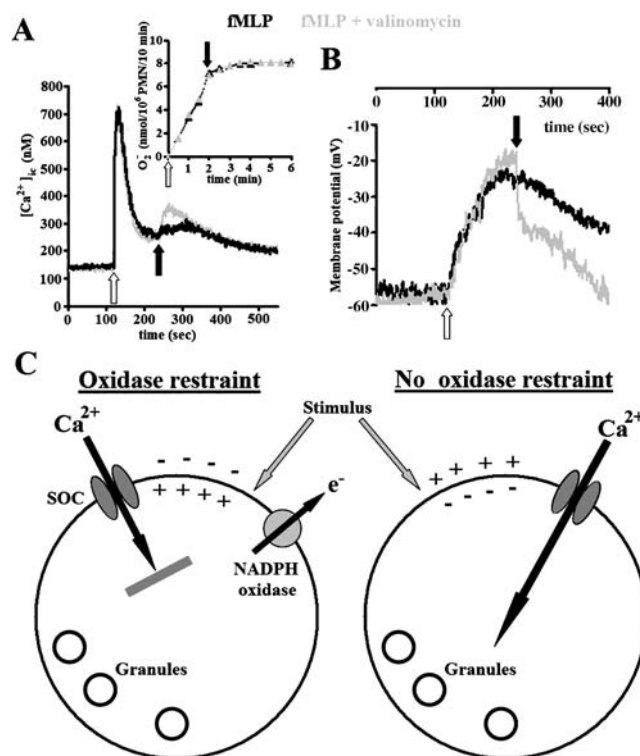 fMLP fMLP + valinomycin
A
[Ca2+]ic (nM)
800
700
600
500
400
300
200
100
0
0 100 200 300 400 500
time (sec)
O2- (nmol/10^6 PMN/10 min)
10
8
6
4
2
0
0 1 2 3 4 5 6
time (min)
B
0 100 200 300 400
time (sec)
Membrane potential (mV)
-10
-20
-30
-40
-50
-60
C
Oxidase restraint
No oxidase restraint
Stimulus
Ca2+
- - - -
+ + + +
SOC
e-
NADPH
oxidase
Granules
Ca2+
+ + + +
- - - -
Granules